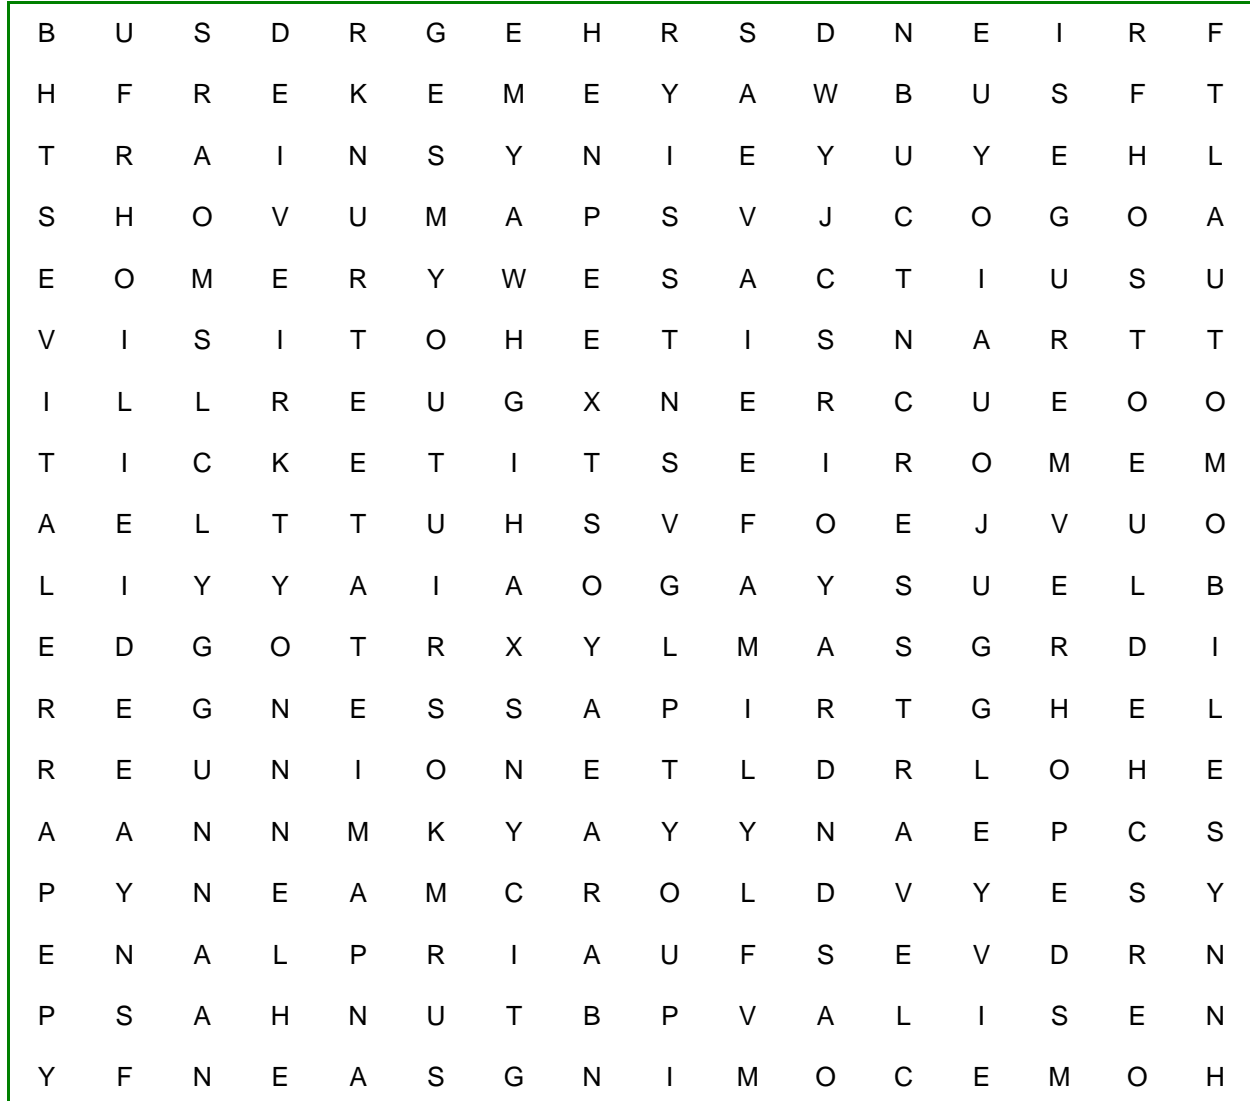 B U S D R G E H R S D N E I R F
H F R E K E M E Y A W B U S F T
T R A I N S Y N I E Y U Y E H L
S H O V U M A P S V J C O G O A
E O M E R Y W E S A C T I U S U
V I S I T O H E T I S N A R T T
I L L R E U G X N E R C U E O O
T I C K E T I T S E I R O M E M
A E L T T U H S V F O E J V U O
L I Y Y A I A O G A Y S U E L B
E D G O T R X Y L M A S G R D I
R E G N E S S A P I R T G H E L
R E U N I O N E T L D R L O H E
A A N N M K Y A Y Y N A E P C S
P Y N E A M C R O L D V Y E S Y
E N A L P R I A U F S E V D R N
P S A H N U T B P V A L I S E N
Y F N E A S G N I M O C E M O H